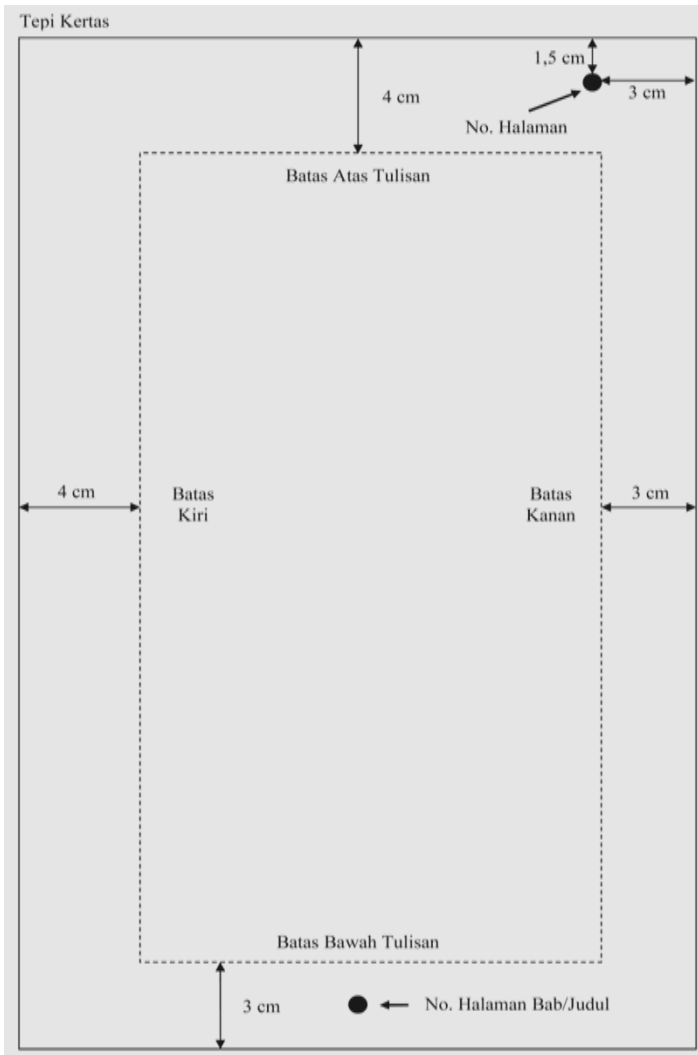 Tepi Kertas
1,5 cm
4 cm
3 cm
No. Halaman
Batas Atas Tulisan
4 cm
Batas
Kiri
Batas
Kanan
3 cm
Batas Bawah Tulisan
3 cm
No. Halaman Bab/Judul